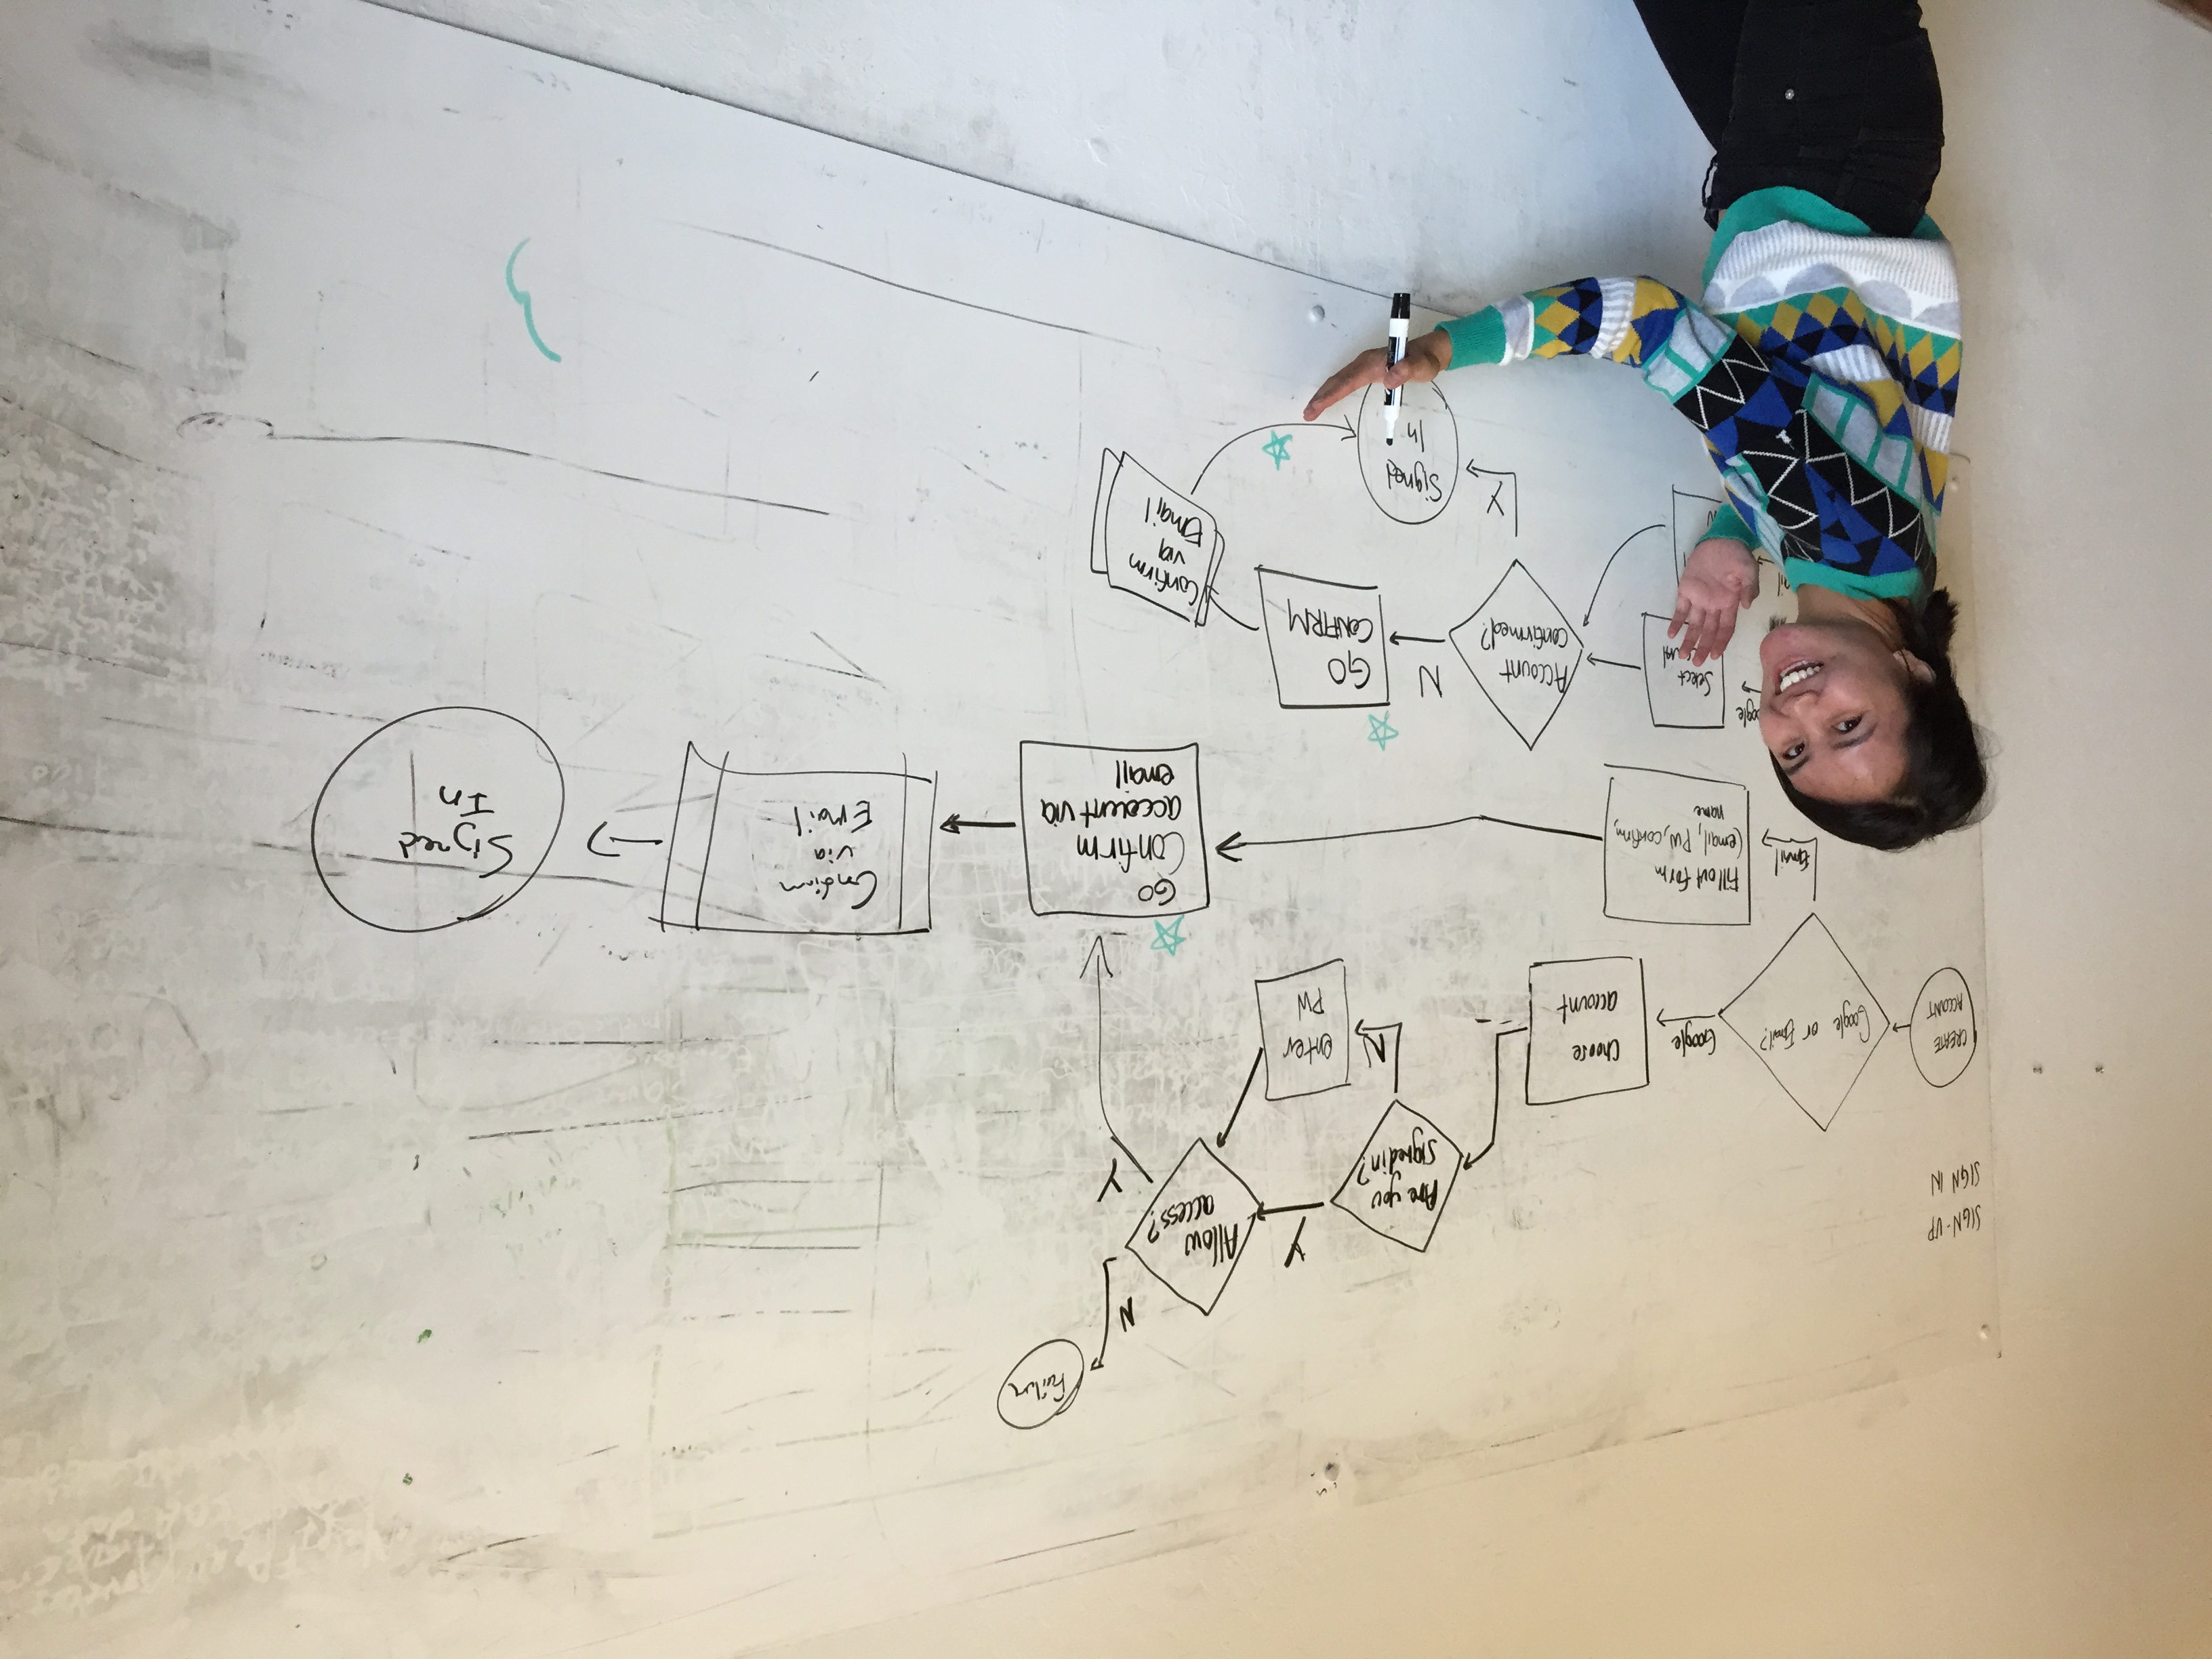 SIGN-UP
SIGN IN
CREATE
ACCOUNT
Google or Email?
Google
Choose
account
Are you
signed in?
Y
N
enter
PW
Allow
access?
N
Failure
Y
Email
Fill out form
(email, PW, confirm,
name
GO
Confirm
account via
email
Confirm
via
Email
Signed
In
oogle
Select
Account
confirmed?
N
GO
CONFIRM
Confirm
via
Email
Y
Signed
In